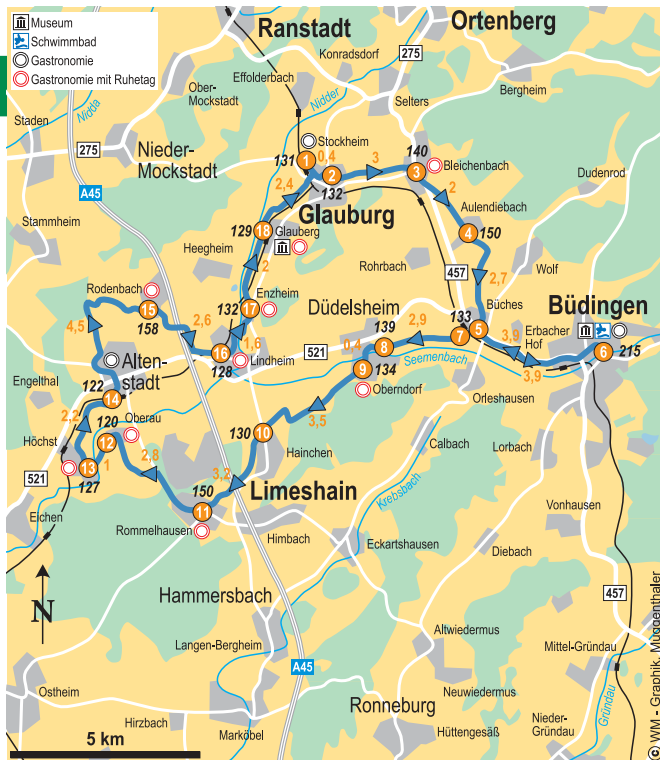 Museum
Schwimmbad
Gastronomie
Gastronomie mit Ruhetag
Ranstadt
Ortenberg
275
Konradsdorf
Effolderbach
Ober-
Mockstadt
Nidda
Nidder
Selters
Bergheim
Staden
275
Nieder-
Mockstadt
Stockheim
131
1
0,4
2
132
3
140
3
Bleichenbach
Dudenrod
A45
2,4
2
Aulendiebach
Stammheim
Glauburg
129
18
Glauberg
4
150
Heegheim
2
Rohrbach
457
2,7
Wolf
Rodenbach
15
158
132
17
Enzheim
Düdelsheim
Büches
Büdingen
4,5
2,6
1,6
139
2,9
133
5
7
Erbacher
Hof
3,9
3,9
6
215
16
128
Lindheim
521
0,4
8
Seemenbach
Alten-
stadt
9
134
Oberndorf
Engelthal
122
14
Orleshausen
2,2
120
Oberau
12
3,5
130
10
Hainchen
Calbach
Lorbach
Höchst
13
1
127
2,8
3,2
Krebsbach
521
Eichen
150
11
Limeshain
Vonhausen
Rommelhausen
Himbach
Eckartshausen
Diebach
N
Hammersbach
457
Langen-Bergheim
Altwiedermus
Mittel-Gründau
A45
Ostheim
Neuwiedermus
Ronneburg
Gründau
Hirzbach
Marköbel
Hüttengesäß
Nieder-
Gründau
5 km
© WM - Graphik, Muggenthaler